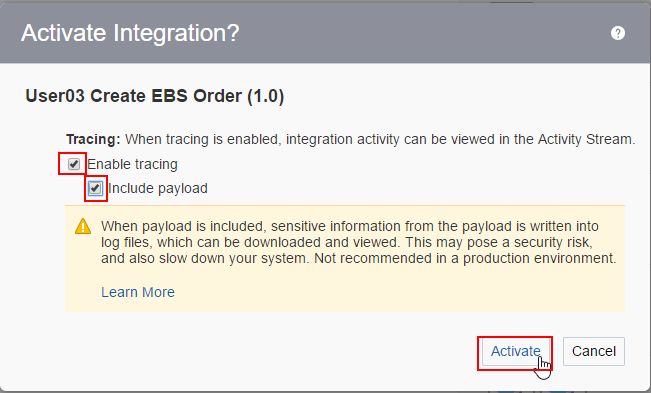 Activate Integration?
?
User03 Create EBS Order (1.0)
Tracing: When tracing is enabled, integration activity can be viewed in the Activity Stream.
Enable tracing
Include payload
When payload is included, sensitive information from the payload is written into
log files, which can be downloaded and viewed. This may pose a security risk,
and also slow down your system. Not recommended in a production environment.
Learn More
Activate Cancel